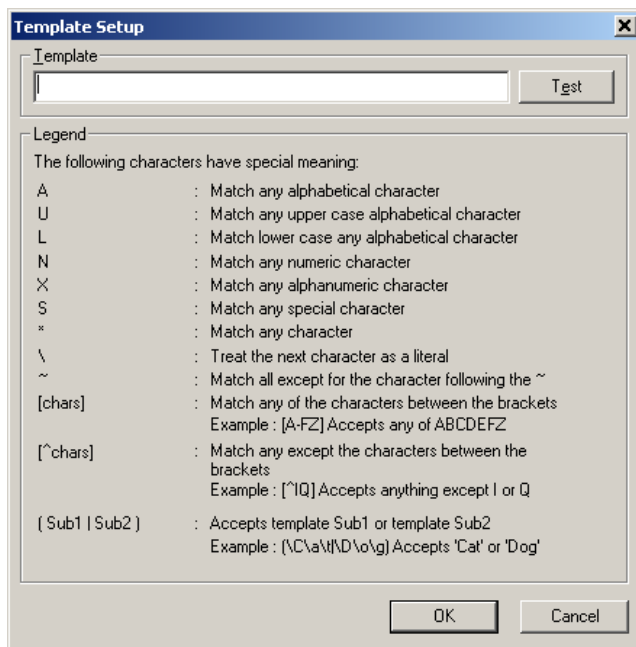 Template Setup
Template
Test
Legend
The following characters have special meaning:
A : Match any alphabetical character
U : Match any upper case alphabetical character
L : Match lower case any alphabetical character
N : Match any numeric character
X : Match any alphanumeric character
S : Match any special character
* : Match any character
\ : Treat the next character as a literal
~ : Match all except for the character following the ~
[chars] : Match any of the characters between the brackets
Example : [A-FZ] Accepts any of ABCDEFZ
[^chars] : Match any except the characters between the
brackets
Example : [^IQ] Accepts anything except I or Q
( Sub1 | Sub2 ) : Accepts template Sub1 or template Sub2
Example : (\C\a\t|\D\o\g) Accepts 'Cat' or 'Dog'
OK
Cancel